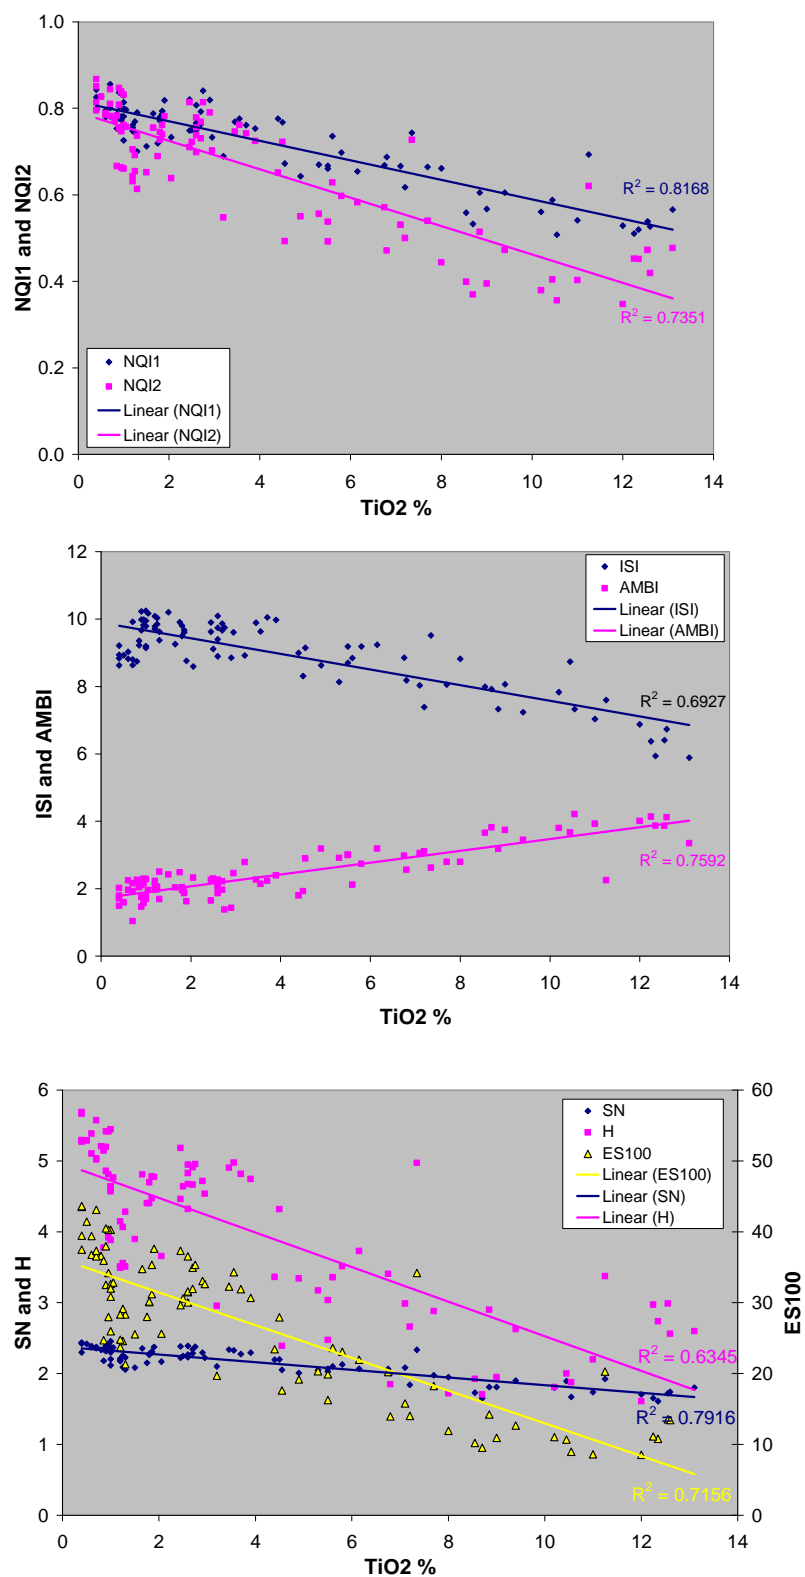 1.0
0.8
0.6
0.4
0.2
0.0
NQI1 and NQI2
R² = 0.8168
R² = 0.7351
NQI1
NQI2
Linear (NQI1)
Linear (NQI2)
0 2 4 6 8 10 12 14
TiO2 %
12
10
8
6
4
2
0
ISI and AMBI
ISI
AMBI
Linear (ISI)
Linear (AMBI)
R² = 0.6927
R² = 0.7592
0 2 4 6 8 10 12 14
TiO2 %
6
5
4
3
2
1
0
SN and H
SN
H
ES100
Linear (ES100)
Linear (SN)
Linear (H)
R² = 0.6345
R² = 0.7916
R² = 0.7156
60
50
40
30
20
10
0
ES100
0 2 4 6 8 10 12 14
TiO2 %